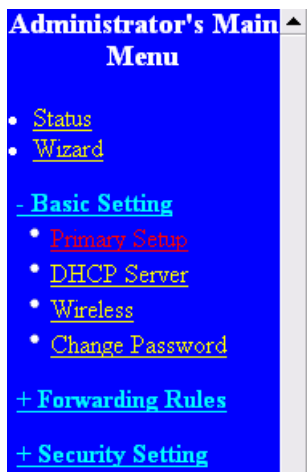 Administrator's Main
Menu
Status
Wizard
- Basic Setting
Primary Setup
DHCP Server
Wireless
Change Password
+ Forwarding Rules
+ Security Setting